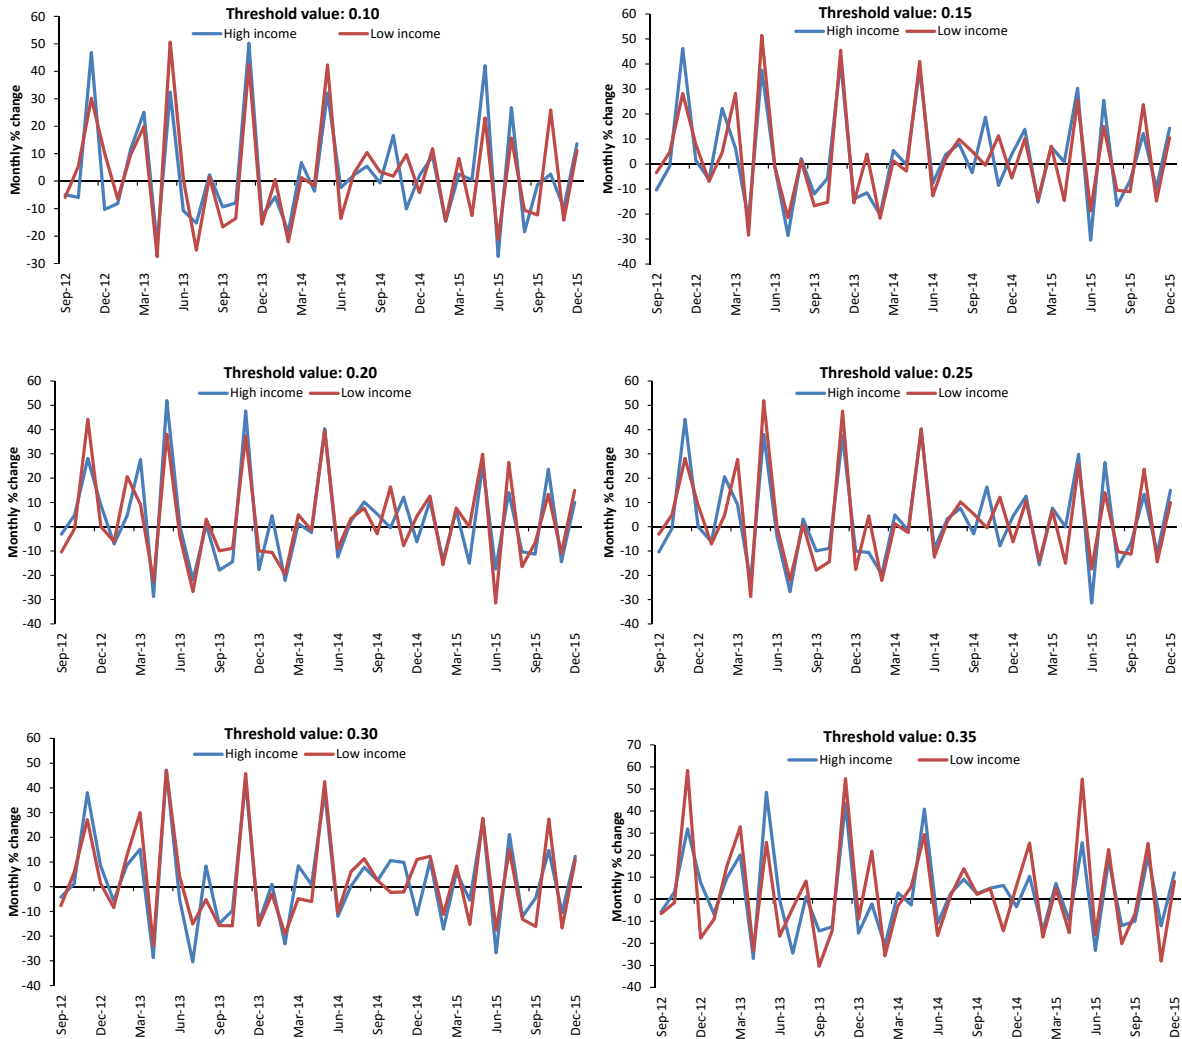 Threshold value: 0.10
High income Low income
Monthly % change
60
50
40
30
20
10
0
-10
-20
-30
Sep-12 Dec-12 Mar-13 Jun-13 Sep-13 Dec-13 Mar-14 Jun-14 Sep-14 Dec-14 Mar-15 Jun-15 Sep-15 Dec-15
Threshold value: 0.15
High income Low income
Monthly % change
60
50
40
30
20
10
0
-10
-20
-30
-40
Sep-12 Dec-12 Mar-13 Jun-13 Sep-13 Dec-13 Mar-14 Jun-14 Sep-14 Dec-14 Mar-15 Jun-15 Sep-15 Dec-15
Threshold value: 0.20
High income Low income
Monthly % change
60
50
40
30
20
10
0
-10
-20
-30
-40
Sep-12 Dec-12 Mar-13 Jun-13 Sep-13 Dec-13 Mar-14 Jun-14 Sep-14 Dec-14 Mar-15 Jun-15 Sep-15 Dec-15
Threshold value: 0.25
High income Low income
Monthly % change
60
50
40
30
20
10
0
-10
-20
-30
-40
Sep-12 Dec-12 Mar-13 Jun-13 Sep-13 Dec-13 Mar-14 Jun-14 Sep-14 Dec-14 Mar-15 Jun-15 Sep-15 Dec-15
Threshold value: 0.30
High income Low income
Monthly % change
60
50
40
30
20
10
0
-10
-20
-30
-40
Sep-12 Dec-12 Mar-13 Jun-13 Sep-13 Dec-13 Mar-14 Jun-14 Sep-14 Dec-14 Mar-15 Jun-15 Sep-15 Dec-15
Threshold value: 0.35
High income Low income
Monthly % change
70
60
50
40
30
20
10
0
-10
-20
-30
-40
Sep-12 Dec-12 Mar-13 Jun-13 Sep-13 Dec-13 Mar-14 Jun-14 Sep-14 Dec-14 Mar-15 Jun-15 Sep-15 Dec-15